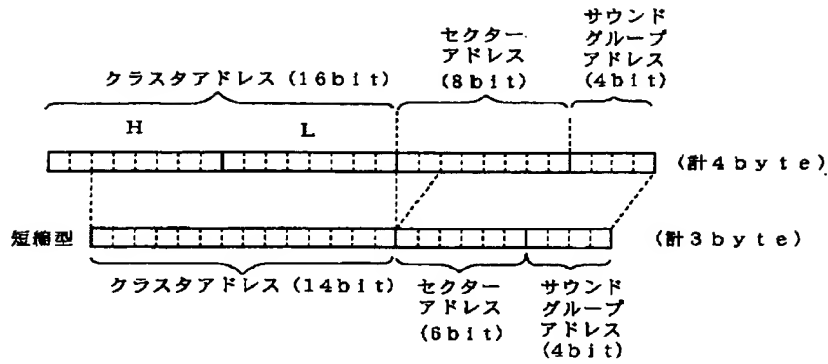 サウンド
グループ
アドレス
(4bit)
セクター
アドレス
(8bit)
クラスタアドレス (16bit)
H L
(計4byte)
短縮型
(計3byte)
クラスタアドレス (14bit)
セクター
アドレス
(6bit)
サウンド
グループ
アドレス
(4bit)